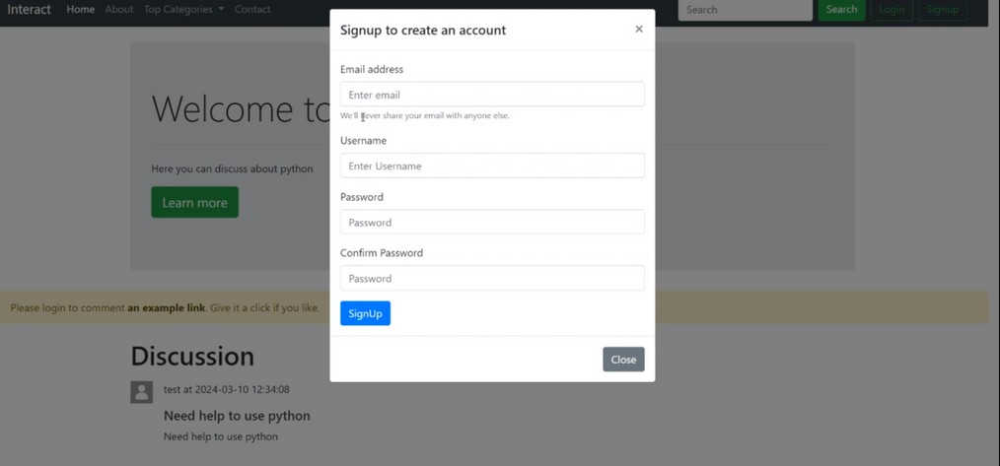 Interact Home About Top Categories Contact Search Search Login Signup
Signup to create an account ×
Email address
Enter email
We'll never share your email with anyone else.
Username
Enter Username
Password
Password
Confirm Password
Password
SignUp
Close
Welcome to
Here you can discuss about python
Learn more
Please login to comment an example link. Give it a click if you like.
Discussion
test at 2024-03-10 12:34:08
Need help to use python
Need help to use python